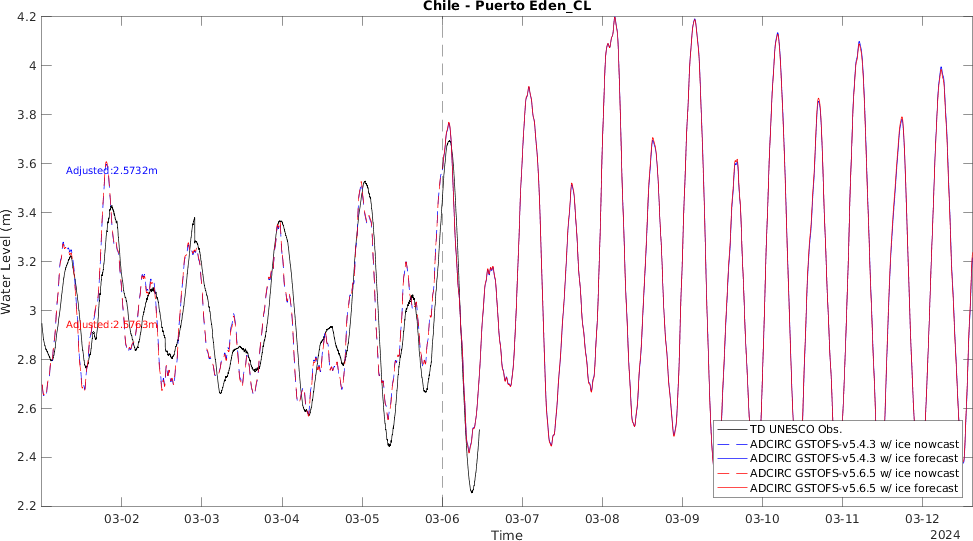 Chile - Puerto Eden_CL
4.2
4
3.8
3.6
3.4
3.2
3
2.8
2.6
2.4
2.2
Water Level (m)
Adjusted:2.5732m
Adjusted:2.5763m
TD UNESCO Obs.
ADCIRC GSTOFS-v5.4.3 w/ ice nowcast
ADCIRC GSTOFS-v5.4.3 w/ ice forecast
ADCIRC GSTOFS-v5.6.5 w/ ice nowcast
ADCIRC GSTOFS-v5.6.5 w/ ice forecast
03-02 03-03 03-04 03-05 03-06 03-07 03-08 03-09 03-10 03-11 03-12
Time
2024